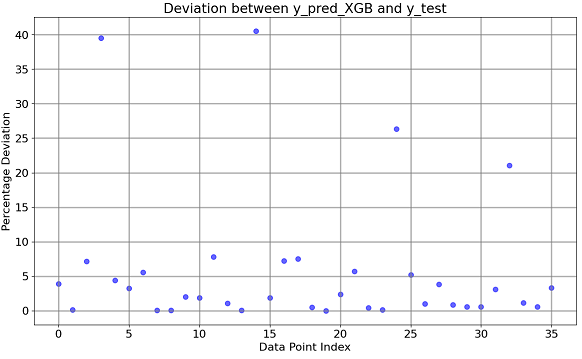 Deviation between y_pred_XGB and y_test
40
35
30
25
20
15
10
5
0
Percentage Deviation
0 5 10 15 20 25 30 35
Data Point Index